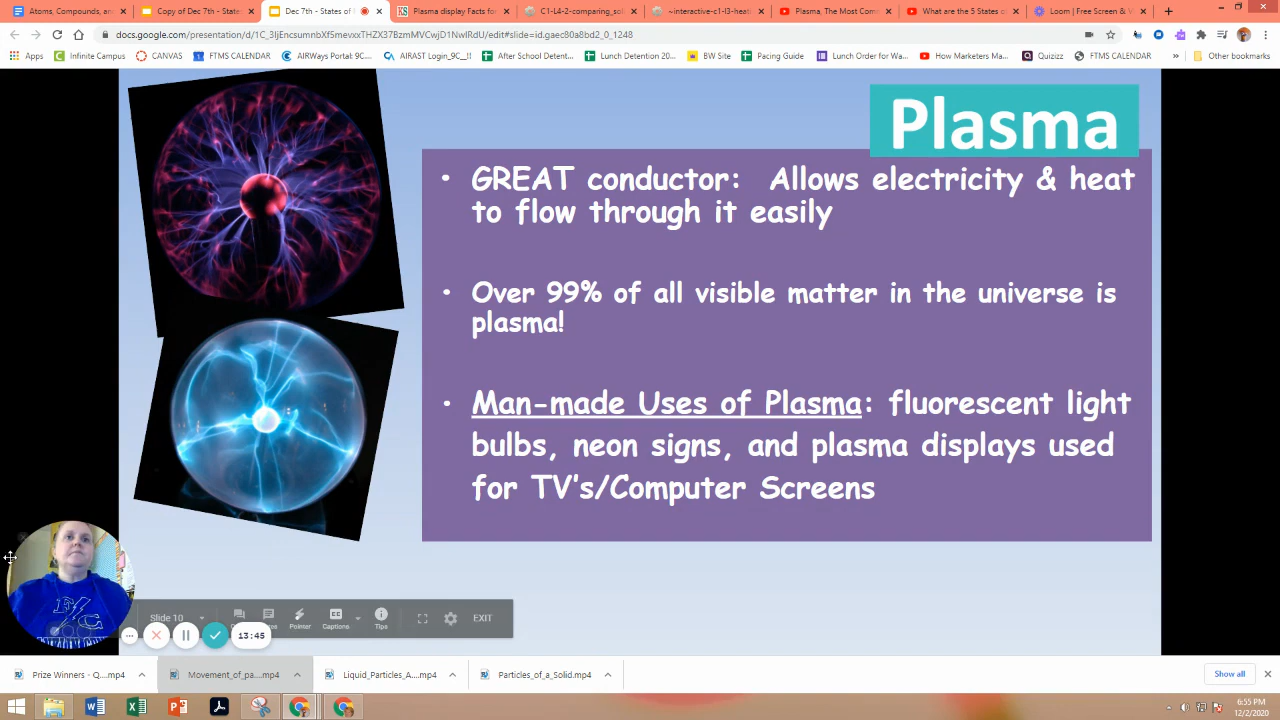 Atoms, Compounds, an
Copy of Dec 7th - States
Dec 7th - States of
Plasma display Facts fo
C1-L4-2-comparing_soli
~interactive-c1-l3-heat
Plasma, The Most Com
What are the 5 States o
Loom | Free Screen & V
docs.google.com/presentation/d/1C_3IJEncsumnbXf5mevxxTHZX37BzmMVCwjD1NwIRdU/edit#slide=id.gaec80a8bd2_0_1248
Apps
Infinite Campus
CANVAS
FTMS CALENDAR
AIRWays Portal: 9C...
AIRAST Login_9C__!!
After School Detent...
Lunch Detention 20...
BW Site
Pacing Guide
Lunch Order for Wa...
How Marketers Ma...
Quizizz
FTMS CALENDAR
»
Other bookmarks
Plasma
• GREAT conductor: Allows electricity & heat
to flow through it easily
• Over 99% of all visible matter in the universe is
plasma!
• Man-made Uses of Plasma: fluorescent light
bulbs, neon signs, and plasma displays used
for TV's/Computer Screens
Slide 10
Pointer
Captions
Tips
EXIT
13:45
Prize Winners - Q....mp4
Movement_of_pa....mp4
Liquid_Particles_A....mp4
Particles_of_a_Solid.mp4
Show all
6:55 PM
12/2/2020